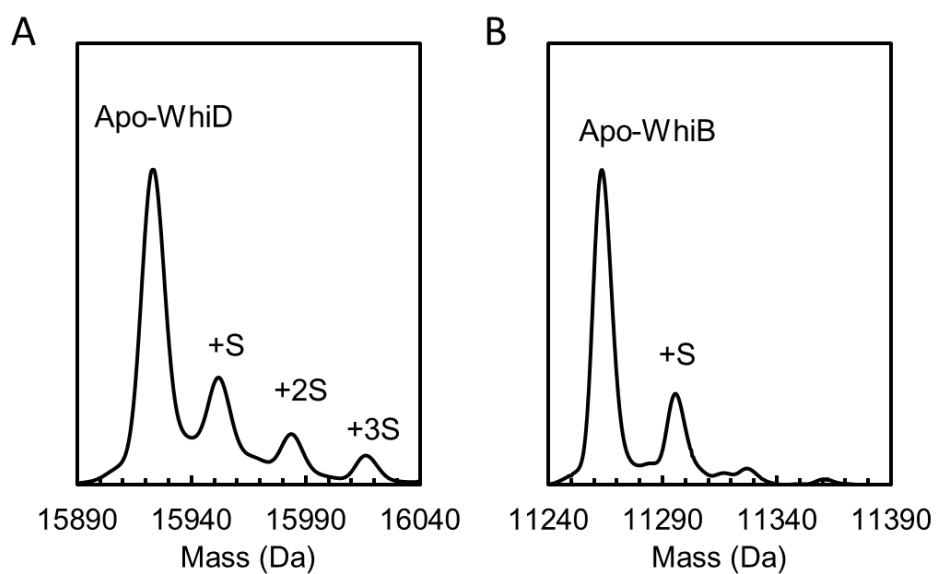 A
Apo-WhiD
+S
+2S
+3S
15890 15940 15990 16040
Mass (Da)
B
Apo-WhiB
+S
11240 11290 11340 11390
Mass (Da)